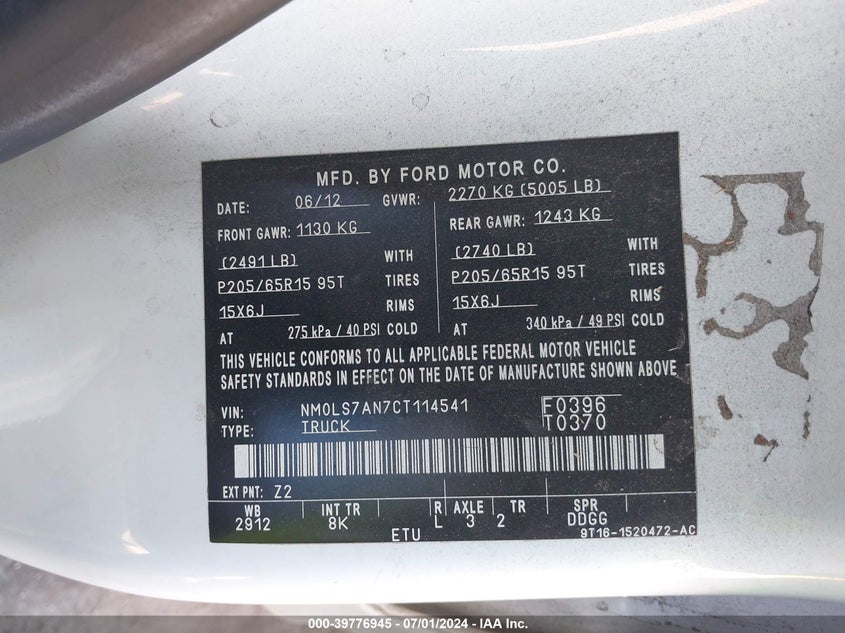 MFD. BY FORD MOTOR CO.
DATE: 06/12 GVWR: 2270 KG (5005 LB)
FRONT GAWR: 1130 KG REAR GAWR: 1243 KG
(2491 LB) WITH (2740 LB) WITH
P205/65R15 95T TIRES P205/65R15 95T TIRES
15X6J RIMS 15X6J RIMS
AT 275 kPa / 40 PSI COLD AT 340 kPa / 49 PSI COLD
THIS VEHICLE CONFORMS TO ALL APPLICABLE FEDERAL MOTOR VEHICLE
SAFETY STANDARDS IN EFFECT ON THE DATE OF MANUFACTURE SHOWN ABOVE
VIN: NM0LS7AN7CT114541 F0396
TYPE: TRUCK T0370
EXT PNT: Z2
WB INT TR R AXLE TR SPR
2912 8K L 3 2 DDGG
ETU 9T16-1520472-AC
000-39776945 / 07/01/2024 - IAA Inc.